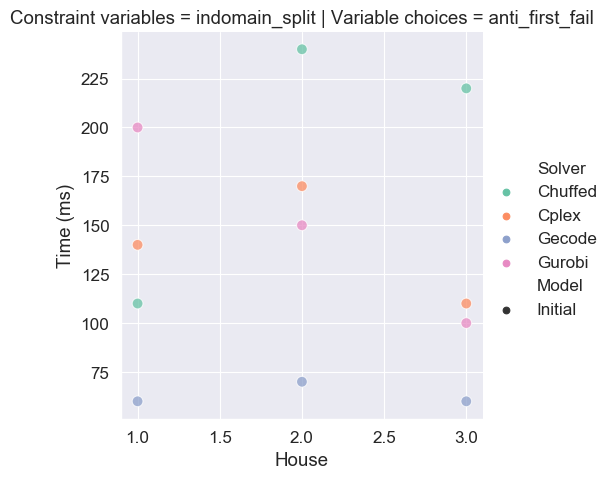 Constraint variables = indomain_split | Variable choices = anti_first_fail
225
200
175
150
125
100
75
Time (ms)
1.0
1.5
2.0
2.5
3.0
House
Solver
Chuffed
Cplex
Gecode
Gurobi
Model
Initial